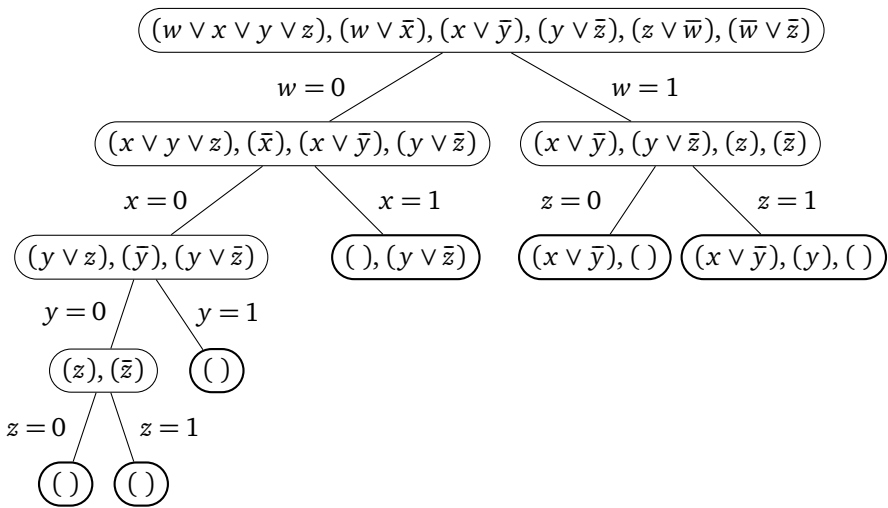 (w ∨ x ∨ y ∨ z), (w ∨ x̄), (x ∨ ȳ), (y ∨ z̄), (z ∨ w̄), (w̄ ∨ z̄)
w = 0 w = 1
(x ∨ y ∨ z), (x̄), (x ∨ ȳ), (y ∨ z̄) (x ∨ ȳ), (y ∨ z̄), (z), (z̄)
x = 0 x = 1 z = 0 z = 1
(y ∨ z), (ȳ), (y ∨ z̄) ( ), (y ∨ z̄) (x ∨ ȳ), ( ) (x ∨ ȳ), (y), ( )
y = 0 y = 1
(z), (z̄) ( )
z = 0 z = 1
( ) ( )